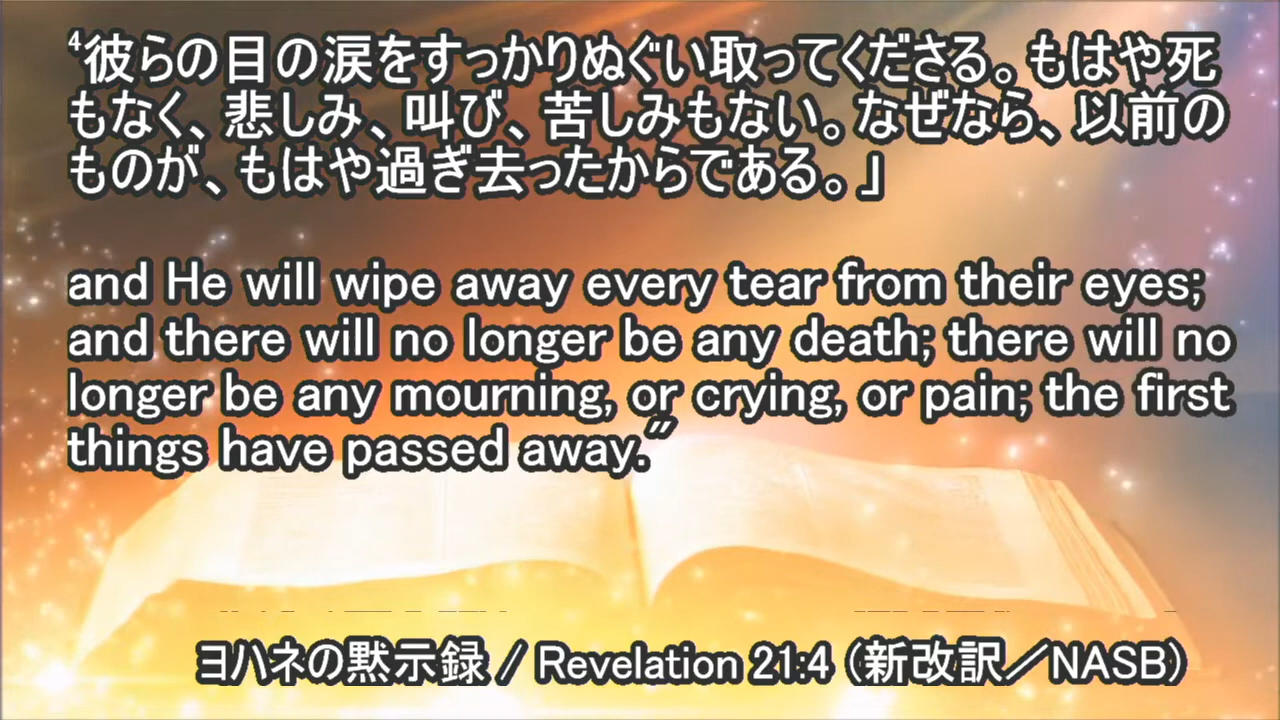 4彼らの目の涙をすっかりぬぐい取ってくださる。もはや死
もなく、悲しみ、叫び、苦しみもない。なぜなら、以前の
ものが、もはや過ぎ去ったからである。」
and He will wipe away every tear from their eyes;
and there will no longer be any death; there will no
longer be any mourning, or crying, or pain; the first
things have passed away.”
ヨハネの黙示録 / Revelation 21:4 (新改訳／NASB)